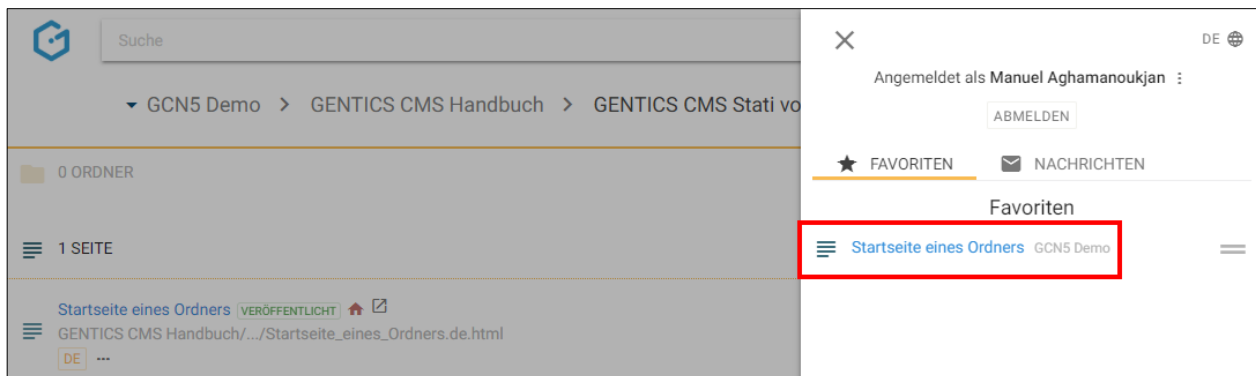 Suche
GCN5 Demo > GENTICS CMS Handbuch > GENTICS CMS Stati vo
0 ORDNER
1 SEITE
Startseite eines Ordners VERÖFFENTLICHT
GENTICS CMS Handbuch/.../Startseite_eines_Ordners.de.html
DE ...
DE
Angemeldet als Manuel Aghamanoukjan
ABMELDEN
FAVORITEN NACHRICHTEN
Favoriten
Startseite eines Ordners GCN5 Demo